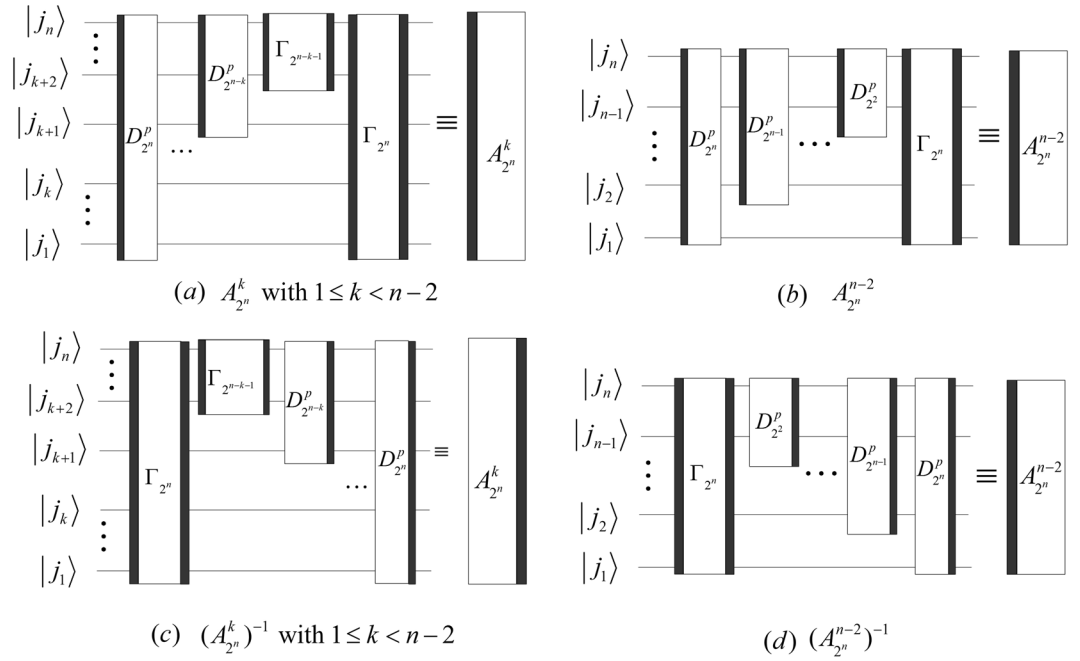 |j_n⟩
⋮
|j_{k+2}⟩
|j_{k+1}⟩
|j_k⟩
⋮
|j_1⟩
D^p_{2^n} ... D^p_{2^{n-k}} Γ_{2^{n-k-1}} Γ_{2^n} ≡ A^k_{2^n}
(a) A^k_{2^n} with 1 ≤ k < n − 2
|j_n⟩
|j_{n-1}⟩
⋮
|j_2⟩
|j_1⟩
D^p_{2^n} D^p_{2^{n-1}} ... D^p_{2^2} Γ_{2^n} ≡ A^{n-2}_{2^n}
(b) A^{n-2}_{2^n}
|j_n⟩
⋮
|j_{k+2}⟩
|j_{k+1}⟩
|j_k⟩
⋮
|j_1⟩
Γ_{2^n} Γ_{2^{n-k-1}} D^p_{2^{n-k}} ... D^p_{2^n} ≡ A^k_{2^n}
(c) (A^k_{2^n})^{-1} with 1 ≤ k < n − 2
|j_n⟩
|j_{n-1}⟩
⋮
|j_2⟩
|j_1⟩
Γ_{2^n} D^p_{2^2} ... D^p_{2^{n-1}} D^p_{2^n} ≡ A^{n-2}_{2^n}
(d) (A^{n-2}_{2^n})^{-1}